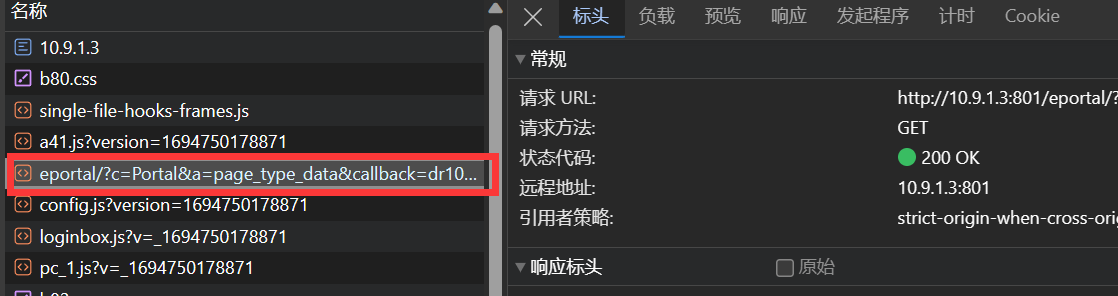 名称
10.9.1.3
b80.css
single-file-hooks-frames.js
a41.js?version=1694750178871
eportal/?c=Portal&a=page_type_data&callback=dr10...
config.js?version=1694750178871
loginbox.js?v=_1694750178871
pc_1.js?v=_1694750178871
标头 负载 预览 响应 发起程序 计时 Cookie
常规
请求 URL: http://10.9.1.3:801/eportal/?
请求方法: GET
状态代码: 200 OK
远程地址: 10.9.1.3:801
引用者策略: strict-origin-when-cross-orig
响应标头 原始